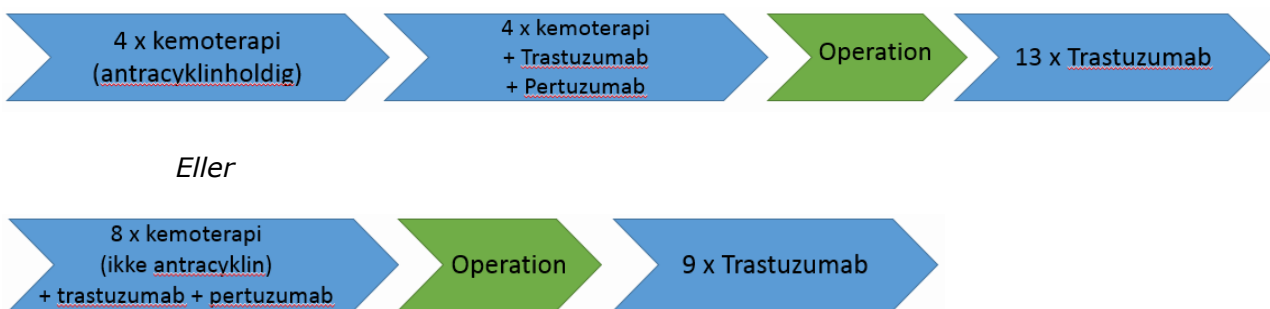 4 x kemoterapi
(antracyklinholdig)
4 x kemoterapi
+ Trastuzumab
+ Pertuzumab
Operation
13 x Trastuzumab
Eller
8 x kemoterapi
(ikke antracyklin)
+ trastuzumab + pertuzumab
Operation
9 x Trastuzumab